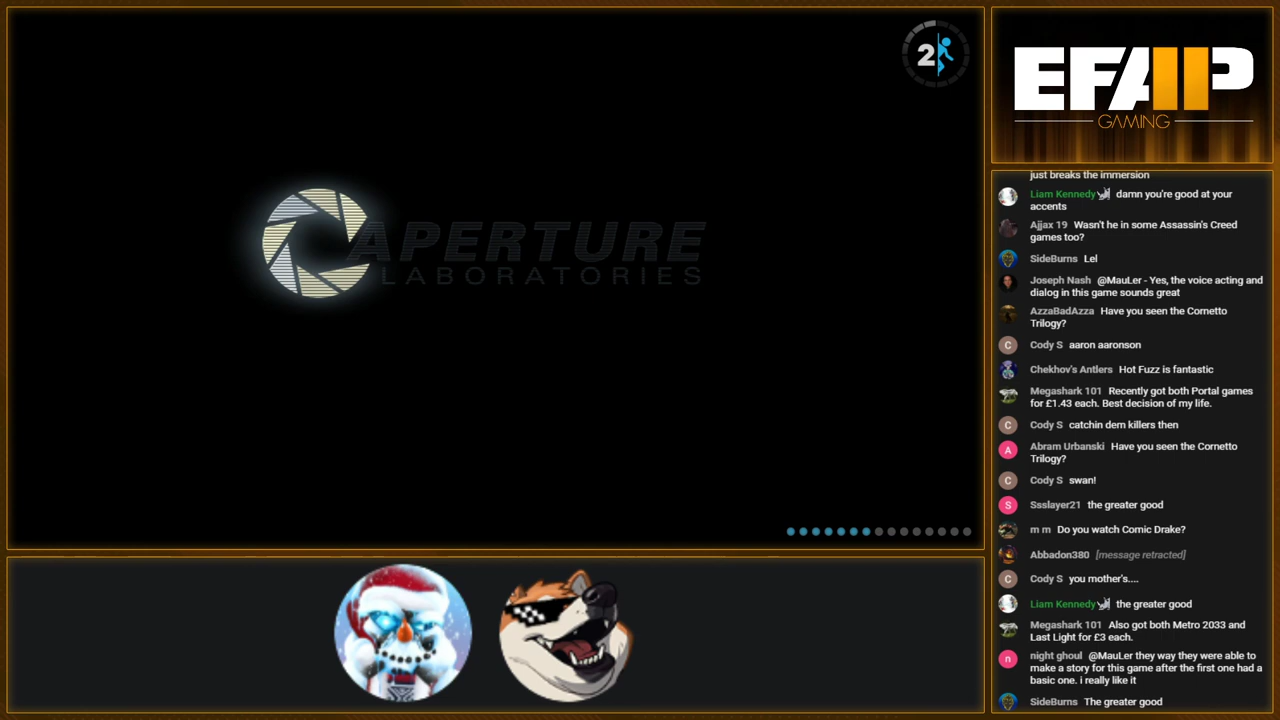 2
APERTURE
LABORATORIES
EFAP
GAMING
just breaks the immersion
Liam Kennedy damn you're good at your
accents
Ajjax 19 Wasn't he in some Assassin's Creed
games too?
SideBurns Lel
Joseph Nash @MauLer - Yes, the voice acting and
dialog in this game sounds great
AzzaBadAzza Have you seen the Cornetto
Trilogy?
C Cody S aaron aaronson
Chekhov's Antlers Hot Fuzz is fantastic
Megashark 101 Recently got both Portal games
for £1.43 each. Best decision of my life.
C Cody S catchin dem killers then
A Abram Urbanski Have you seen the Cornetto
Trilogy?
C Cody S swan!
S Ssslayer21 the greater good
m m Do you watch Comic Drake?
Abbadon380 [message retracted]
C Cody S you mother's....
Liam Kennedy the greater good
Megashark 101 Also got both Metro 2033 and
Last Light for £3 each.
n night ghoul @MauLer they way they were able to
make a story for this game after the first one had a
basic one. i really like it
SideBurns The greater good